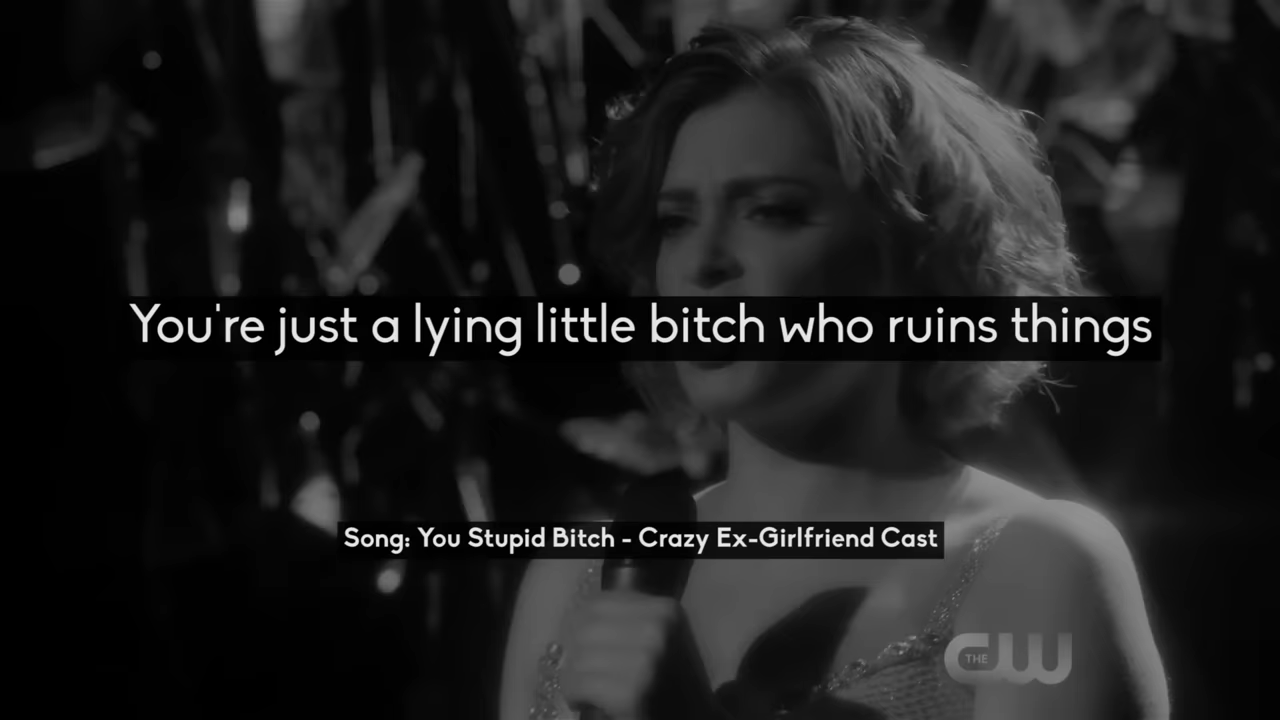 You're just a lying little bitch who ruins things
Song: You Stupid Bitch - Crazy Ex-Girlfriend Cast
THE CW